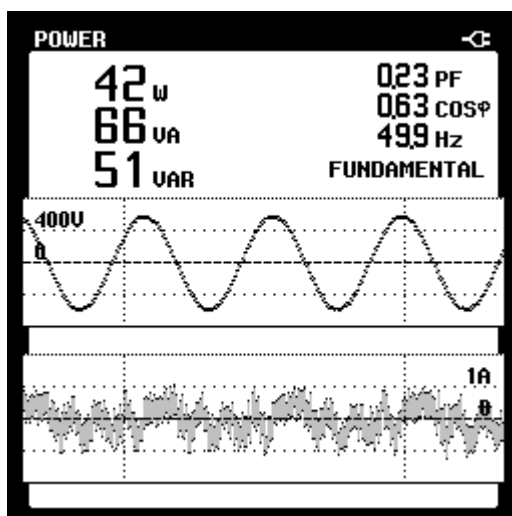 POWER
42 W
66 VA
51 VAR
0.23 PF
0.63 COSφ
49.9 Hz
FUNDAMENTAL
400V
0
1A
0